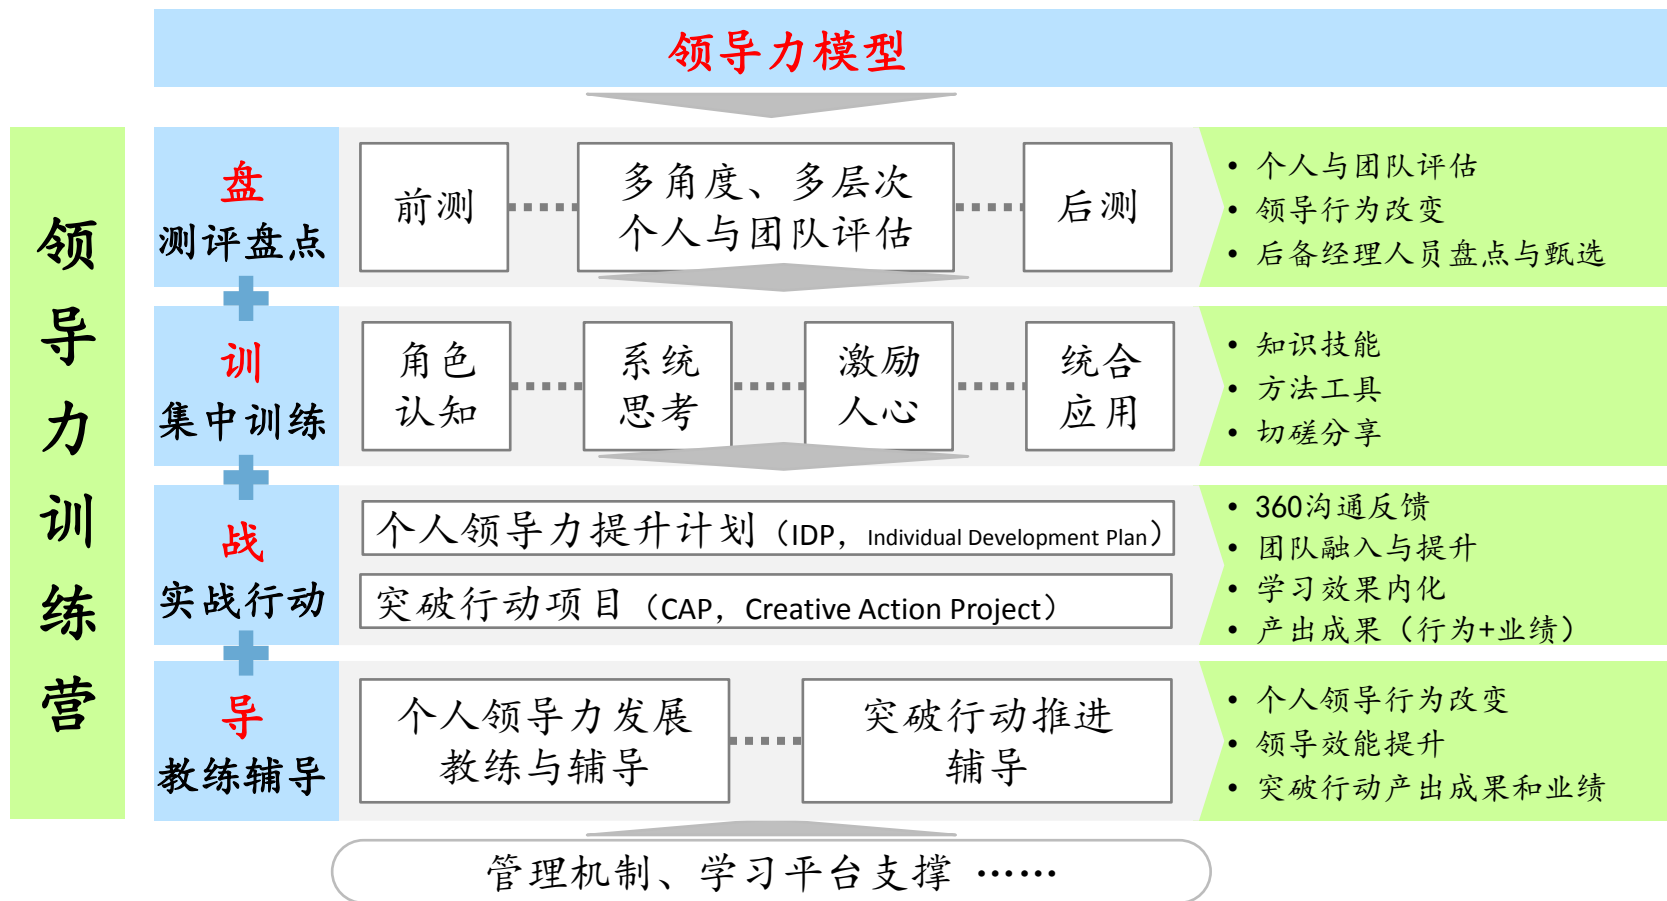 领导力模型
领导力训练营
盘
测评盘点
前测
多角度、多层次
个人与团队评估
后测
• 个人与团队评估
• 领导行为改变
• 后备经理人员盘点与甄选
训
集中训练
角色
认知
系统
思考
激励
人心
统合
应用
• 知识技能
• 方法工具
• 切磋分享
战
实战行动
个人领导力提升计划（IDP，Individual Development Plan）
突破行动项目（CAP，Creative Action Project）
• 360沟通反馈
• 团队融入与提升
• 学习效果内化
• 产出成果（行为+业绩）
导
教练辅导
个人领导力发展
教练与辅导
突破行动推进
辅导
• 个人领导行为改变
• 领导效能提升
• 突破行动产出成果和业绩
管理机制、学习平台支撑 ……